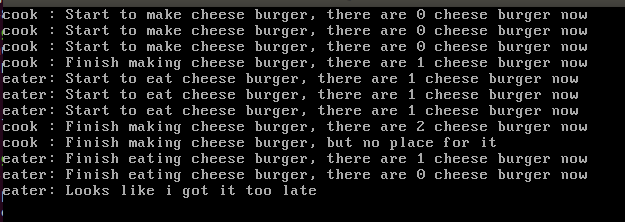 cook : Start to make cheese burger, there are 0 cheese burger now
cook : Start to make cheese burger, there are 0 cheese burger now
cook : Start to make cheese burger, there are 0 cheese burger now
cook : Finish making cheese burger, there are 1 cheese burger now
eater: Start to eat cheese burger, there are 1 cheese burger now
eater: Start to eat cheese burger, there are 1 cheese burger now
eater: Start to eat cheese burger, there are 1 cheese burger now
cook : Finish making cheese burger, there are 2 cheese burger now
cook : Finish making cheese burger, but no place for it
eater: Finish eating cheese burger, there are 1 cheese burger now
eater: Finish eating cheese burger, there are 0 cheese burger now
eater: Looks like i got it too late